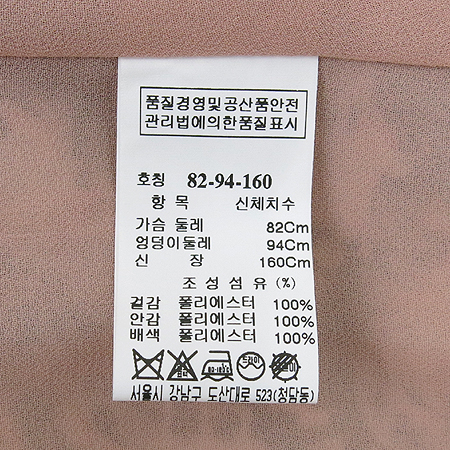 품질경영및공산품안전
관리법에의한품질표시
호칭 82-94-160
항 목 신체치수
가슴 둘레 82Cm
엉덩이둘레 94Cm
신 장 160Cm
조성섬유(%)
겉감 폴리에스터 100%
안감 폴리에스터 100%
배색 폴리에스터 100%
드라이
서울시 강남구 도산대로 523(청담동)